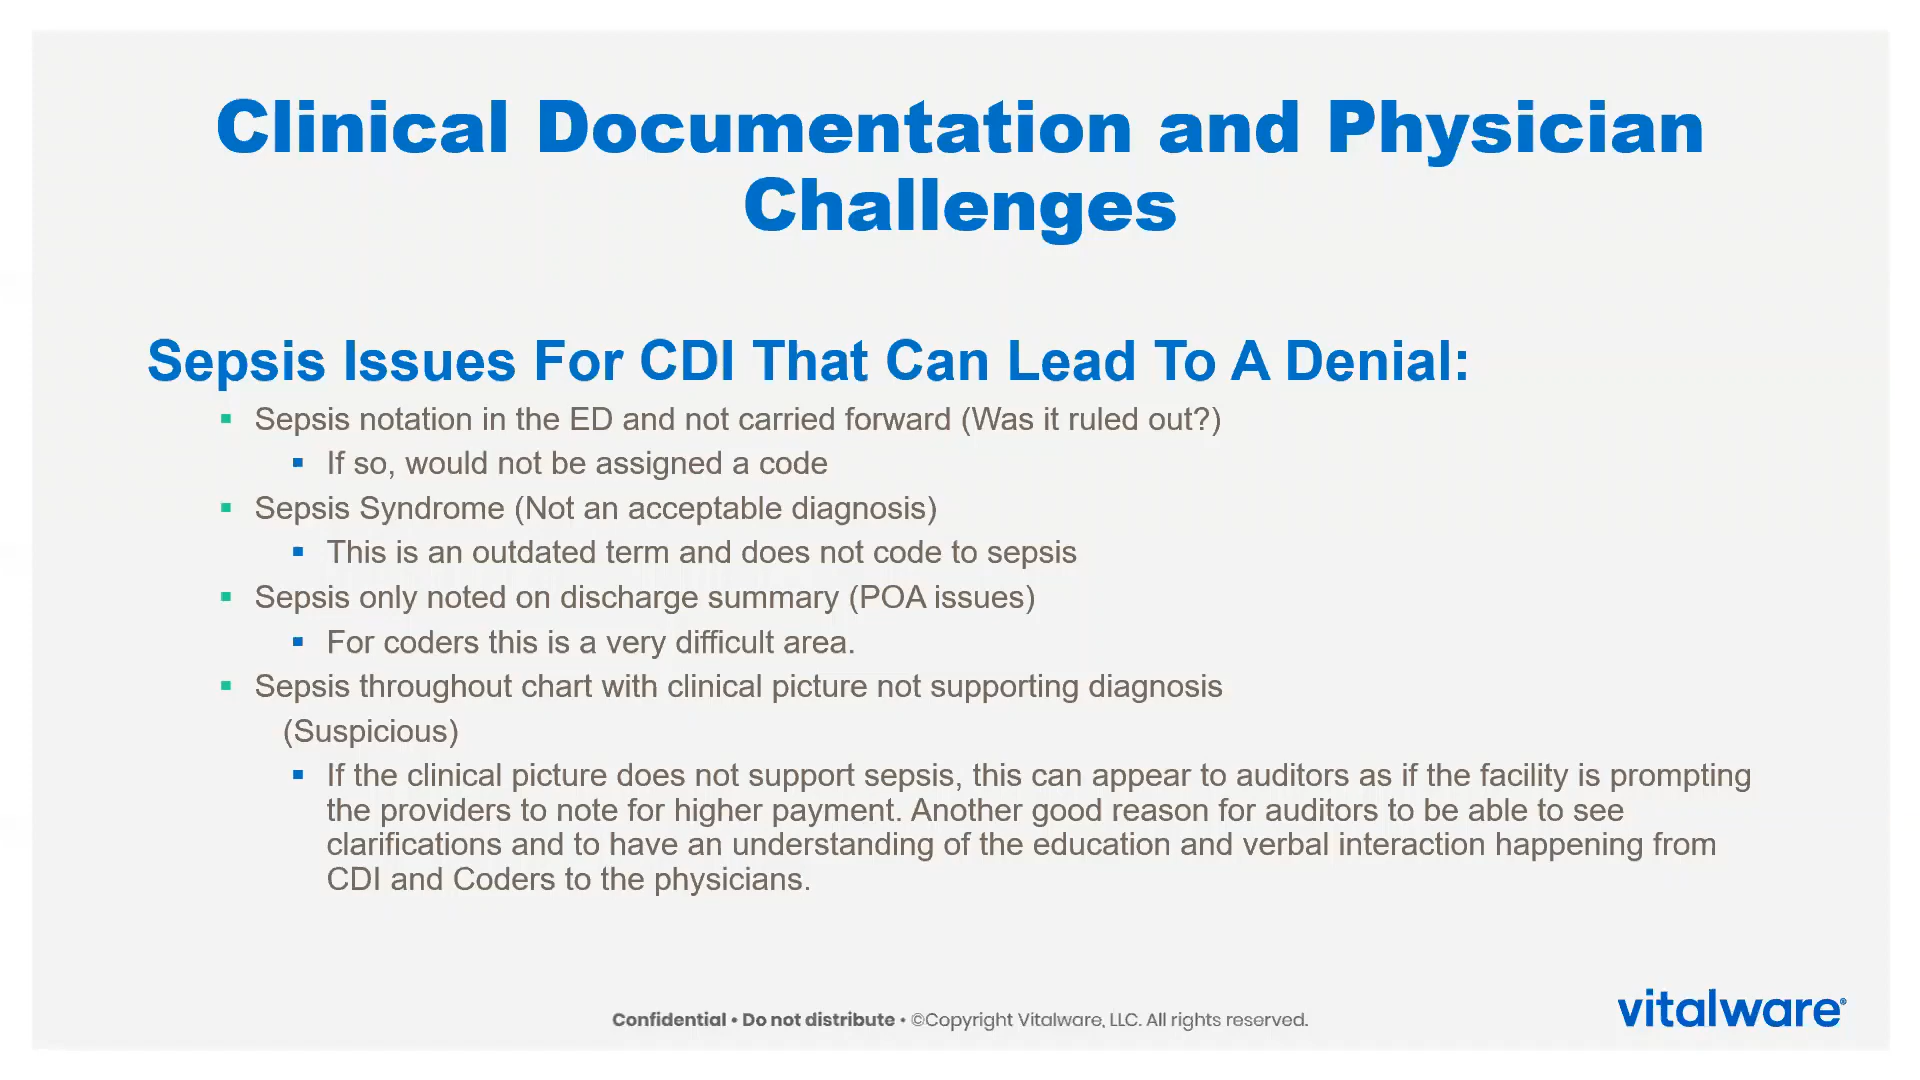 Clinical Documentation and Physician
Challenges
Sepsis Issues For CDI That Can Lead To A Denial:
▪ Sepsis notation in the ED and not carried forward (Was it ruled out?)
▪ If so, would not be assigned a code
▪ Sepsis Syndrome (Not an acceptable diagnosis)
▪ This is an outdated term and does not code to sepsis
▪ Sepsis only noted on discharge summary (POA issues)
▪ For coders this is a very difficult area.
▪ Sepsis throughout chart with clinical picture not supporting diagnosis
(Suspicious)
▪ If the clinical picture does not support sepsis, this can appear to auditors as if the facility is prompting
the providers to note for higher payment. Another good reason for auditors to be able to see
clarifications and to have an understanding of the education and verbal interaction happening from
CDI and Coders to the physicians.
Confidential • Do not distribute • ©Copyright Vitalware, LLC. All rights reserved.
vitalware®